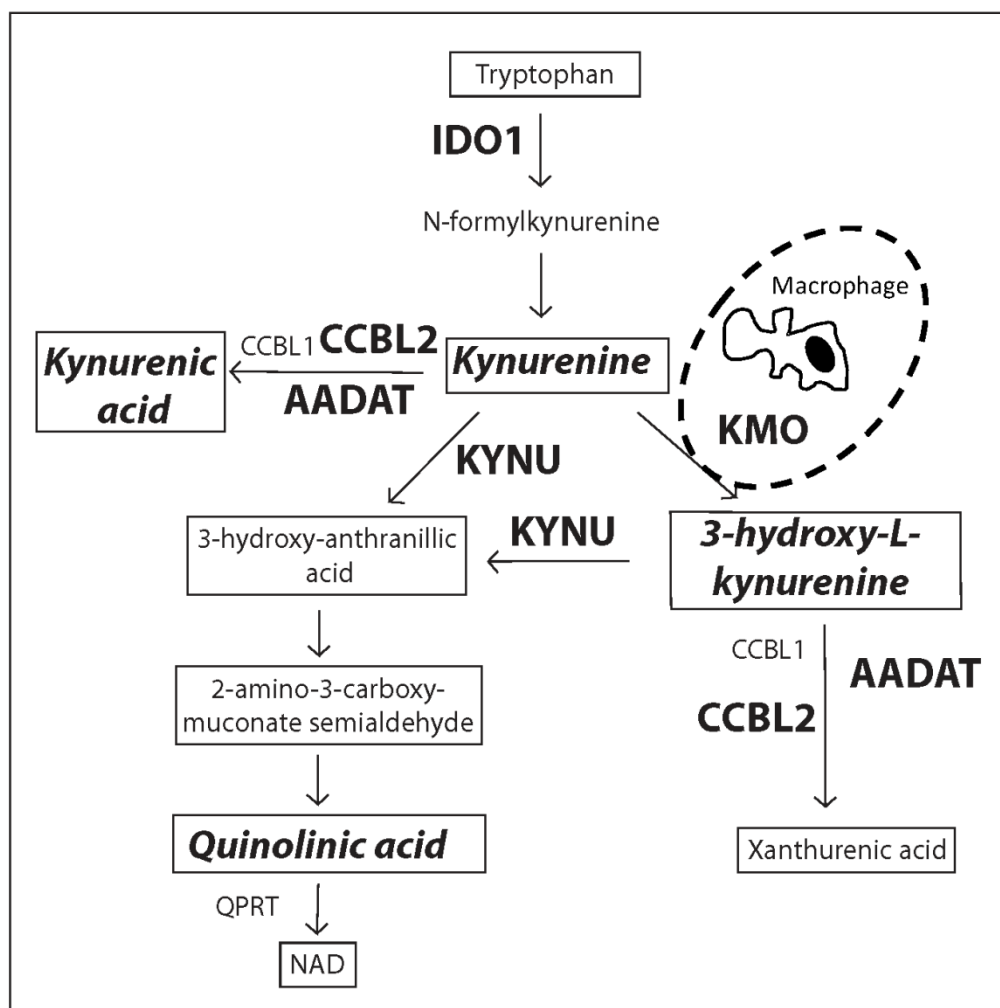 Tryptophan
IDO1
N-formylkynurenine
Macrophage
Kynurenic
acid
CCBL1 CCBL2
AADAT
Kynurenine
KMO
KYNU
3-hydroxy-anthranillic
acid
KYNU
3-hydroxy-L-
kynurenine
2-amino-3-carboxy-
muconate semialdehyde
CCBL1
AADAT
CCBL2
Quinolinic acid
Xanthurenic acid
QPRT
NAD